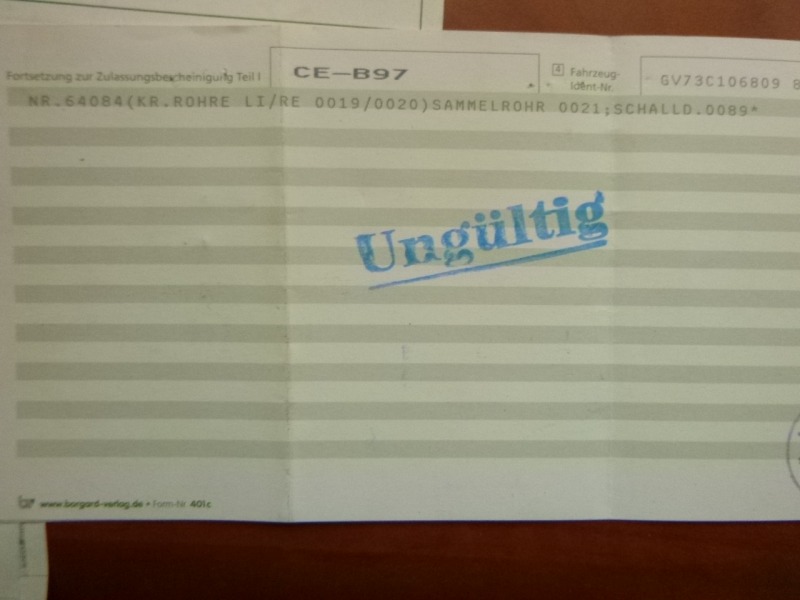 Fortsetzung zur Zulassungsbescheinigung Teil I
CE-B97
4 Fahrzeug-
Ident-Nr.
GV73C106809 8
NR.64084(KR.ROHRE LI/RE 0019/0020)SAMMELROHR 0021;SCHALLD.0089*
Ungültig
www.borgard-verlag.de • Form-Nr 401c